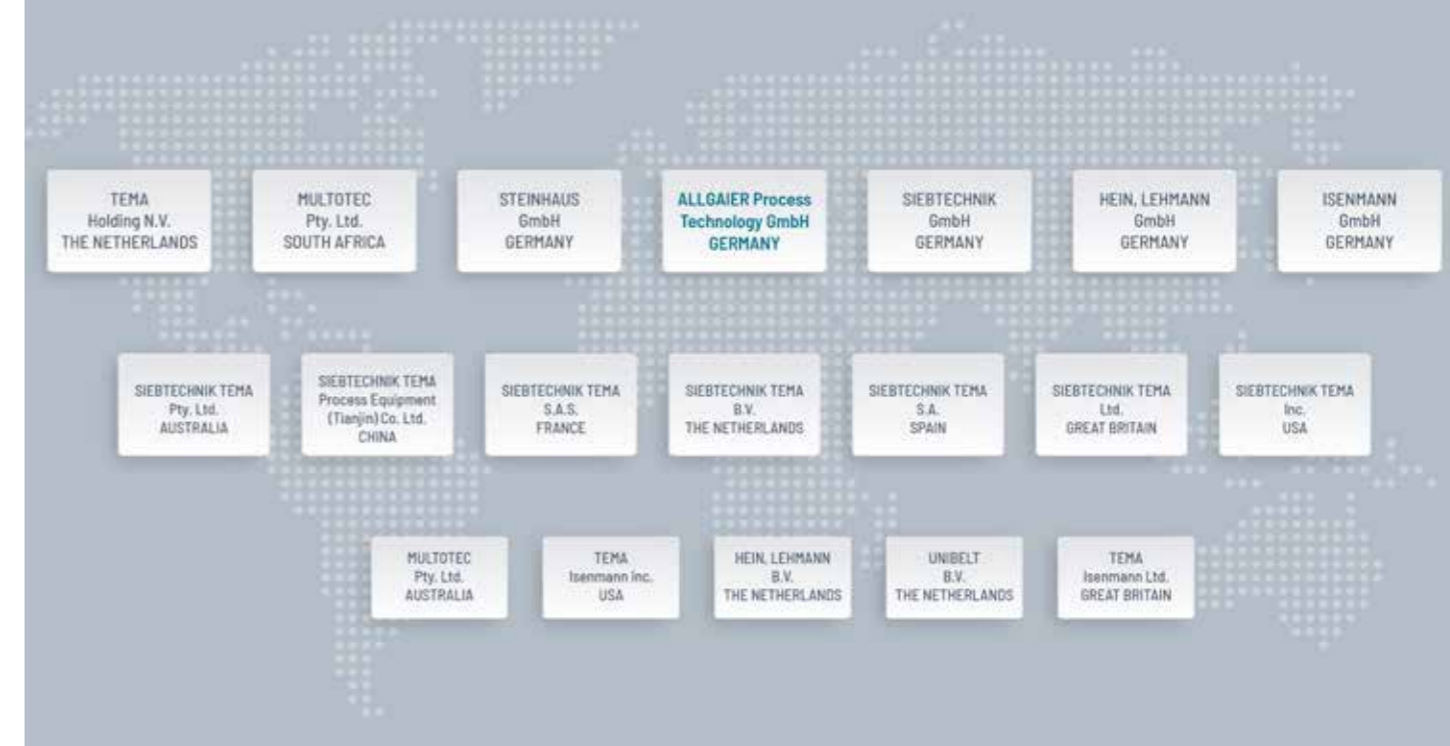 TEMA
Holding N.V.
THE NETHERLANDS
MULTOTEC
Pty. Ltd.
SOUTH AFRICA
STEINHAUS
GmbH
GERMANY
ALLGAIER Process
Technology GmbH
GERMANY
SIEBTECHNIK
GmbH
GERMANY
HEIN, LEHMANN
GmbH
GERMANY
ISENMANN
GmbH
GERMANY
SIEBTECHNIK TEMA
Pty. Ltd.
AUSTRALIA
SIEBTECHNIK TEMA
Process Equipment
(Tianjin) Co. Ltd.
CHINA
SIEBTECHNIK TEMA
S.A.S.
FRANCE
SIEBTECHNIK TEMA
B.V.
THE NETHERLANDS
SIEBTECHNIK TEMA
S.A.
SPAIN
SIEBTECHNIK TEMA
Ltd.
GREAT BRITAIN
SIEBTECHNIK TEMA
Inc.
USA
MULTOTEC
Pty. Ltd.
AUSTRALIA
TEMA
Isenmann Inc.
USA
HEIN, LEHMANN
B.V.
THE NETHERLANDS
UNIBELT
B.V.
THE NETHERLANDS
TEMA
Isenmann Ltd.
GREAT BRITAIN